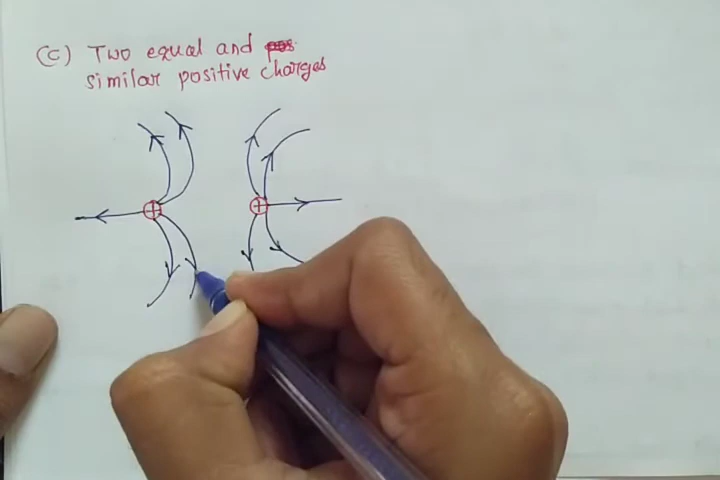 (C) Two equal and
similar positive charges
+ +